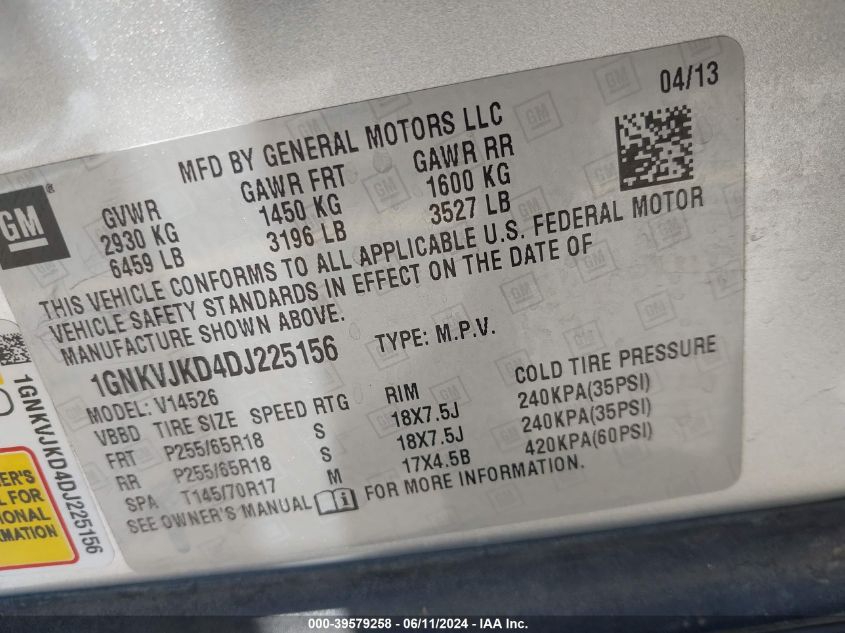 04/13
MFD BY GENERAL MOTORS LLC
GM ®
GVWR GAWR FRT GAWR RR
2930 KG 1450 KG 1600 KG
6459 LB 3196 LB 3527 LB
THIS VEHICLE CONFORMS TO ALL APPLICABLE U.S. FEDERAL MOTOR
VEHICLE SAFETY STANDARDS IN EFFECT ON THE DATE OF
MANUFACTURE SHOWN ABOVE.
1GNKVJKD4DJ225156 TYPE: M.P.V.
MODEL: V14526
VBBD TIRE SIZE SPEED RTG RIM COLD TIRE PRESSURE
FRT P255/65R18 S 18X7.5J 240KPA(35PSI)
RR P255/65R18 S 18X7.5J 240KPA(35PSI)
SPA T145/70R17 M 17X4.5B 420KPA(60PSI)
SEE OWNER'S MANUAL FOR MORE INFORMATION.
1GNKVJKD4DJ225156
ER'S
L FOR
IONAL
MATION
000-39579258 - 06/11/2024 - IAA Inc.